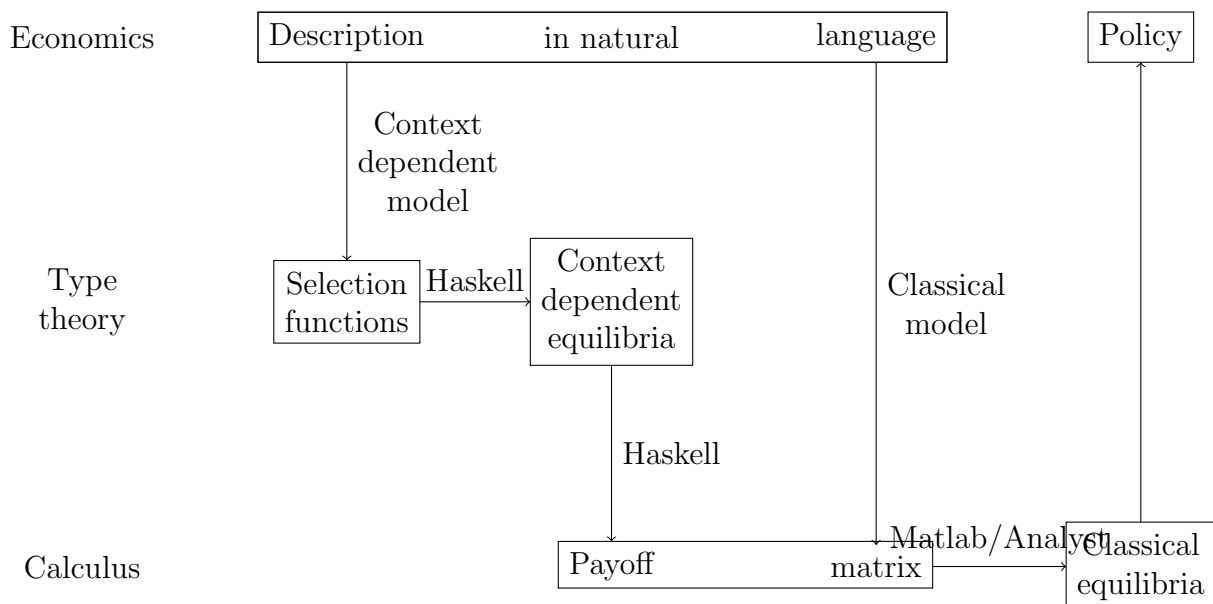 Economics
Description in natural language
Policy
Context
dependent
model
Type
theory
Selection
functions
Haskell
Context
dependent
equilibria
Classical
model
Haskell
Calculus
Payoff matrix
Matlab/Analyst
Classical
equilibria